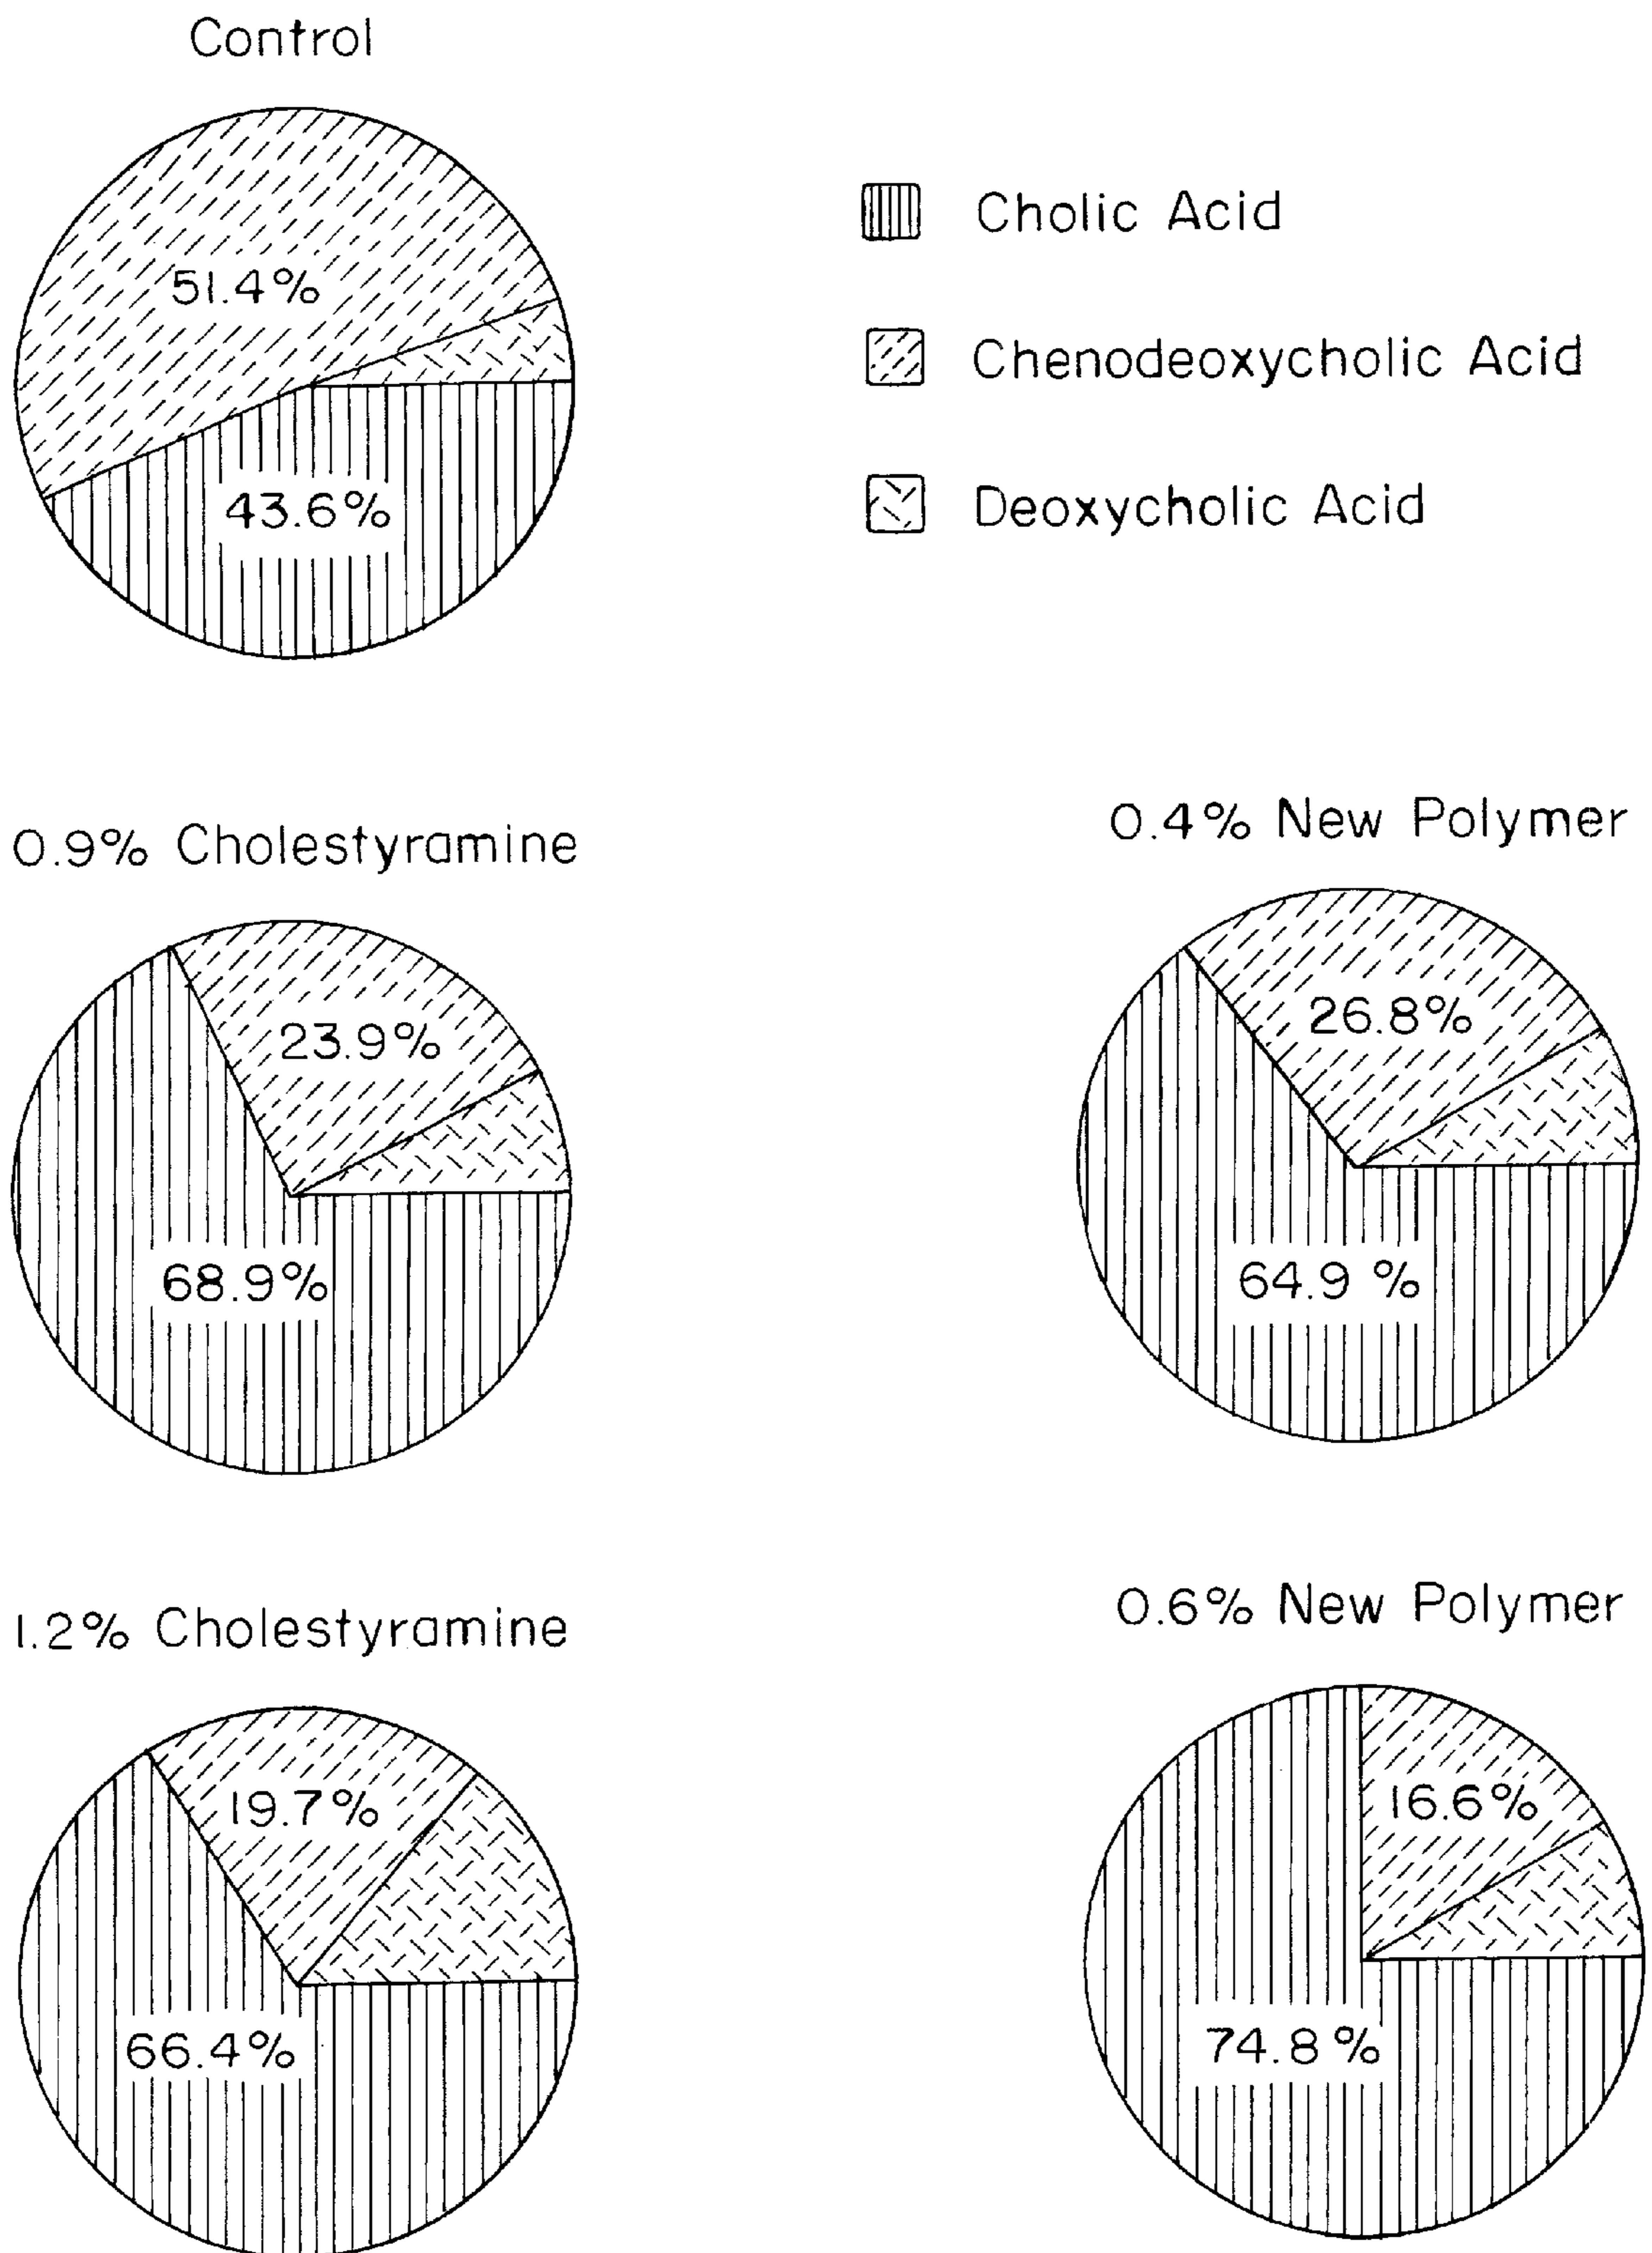 Control
51.4%
43.6%
Cholic Acid
Chenodeoxycholic Acid
Deoxycholic Acid
0.9% Cholestyramine
23.9%
68.9%
0.4% New Polymer
26.8%
64.9 %
1.2% Cholestyramine
19.7%
66.4%
0.6% New Polymer
16.6%
74.8%